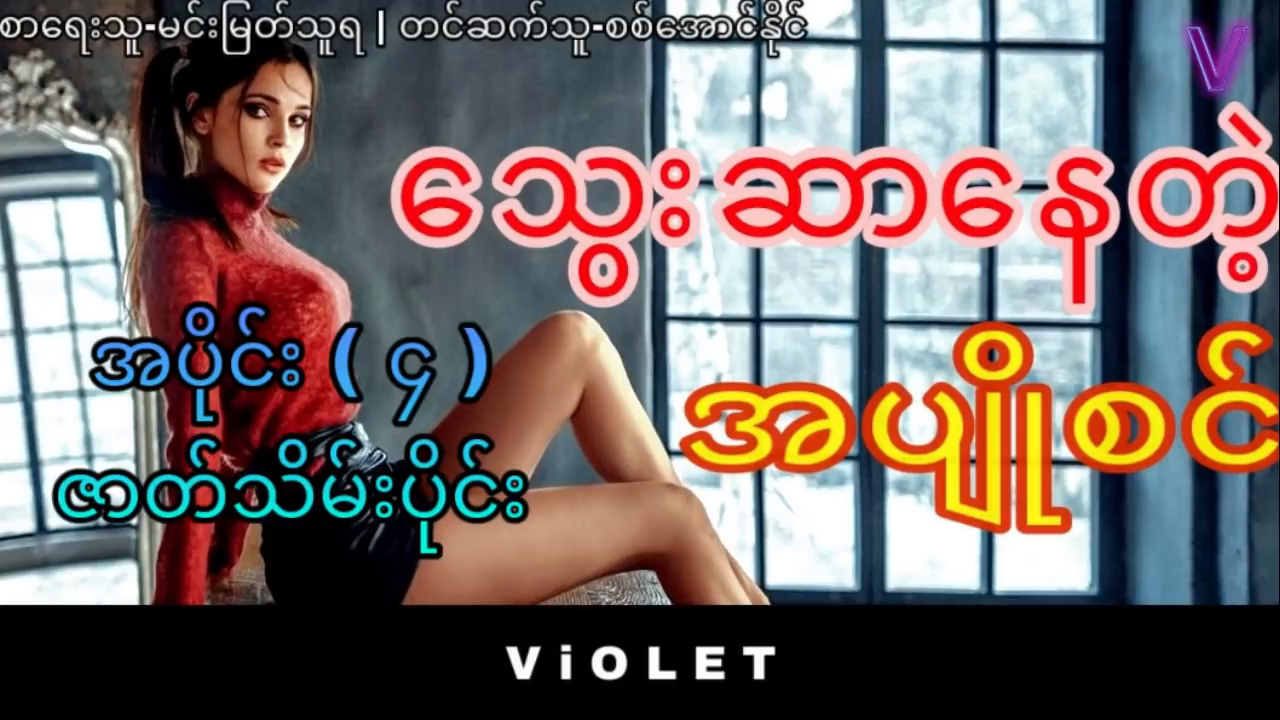 စာရေးသူ-မင်းမြတ်သူရ | တင်ဆက်သူ-စစ်အောင်နိုင်
V
သွေးဆာနေတဲ့
အပျိုစင်
အပိုင်း ( ၄ )
ဇာတ်သိမ်းပိုင်း
ViOLET